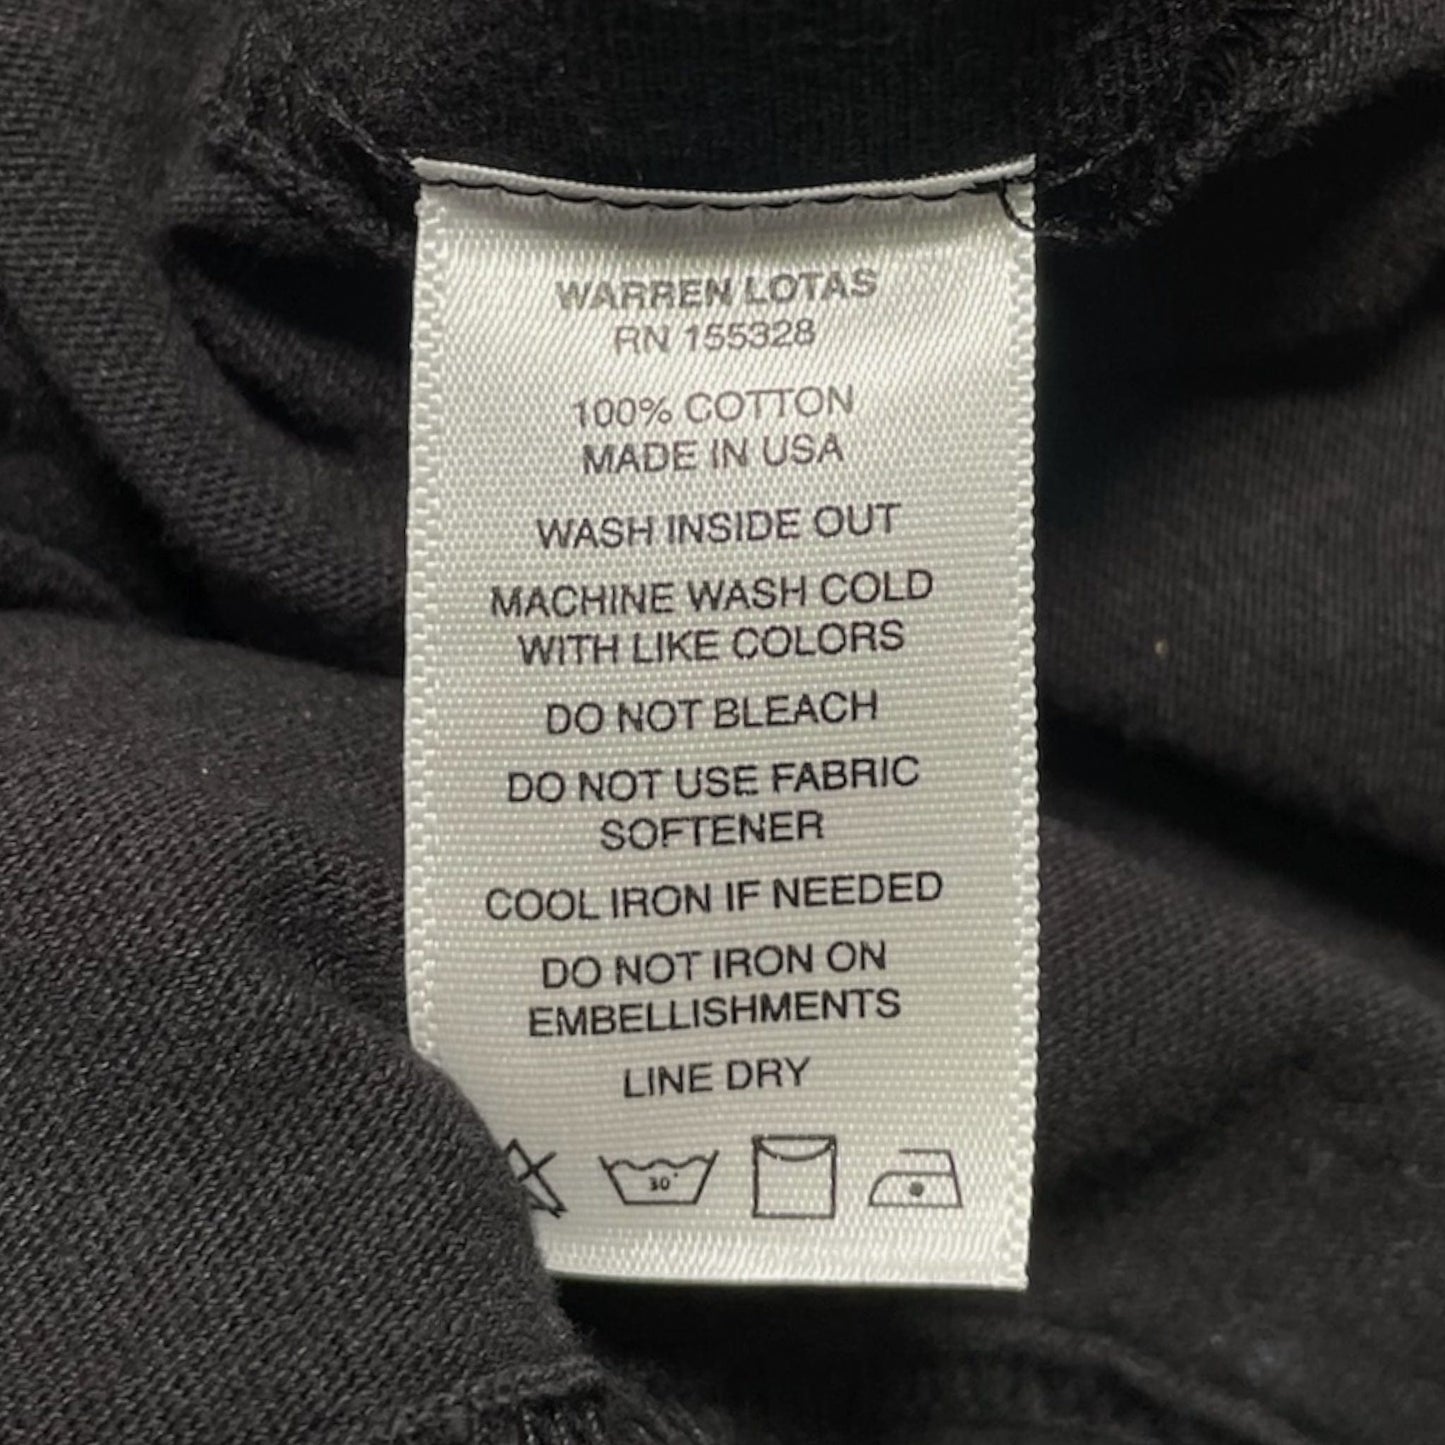 WARREN LOTAS
RN 155328
100% COTTON
MADE IN USA
WASH INSIDE OUT
MACHINE WASH COLD
WITH LIKE COLORS
DO NOT BLEACH
DO NOT USE FABRIC
SOFTENER
COOL IRON IF NEEDED
DO NOT IRON ON
EMBELLISHMENTS
LINE DRY
30°